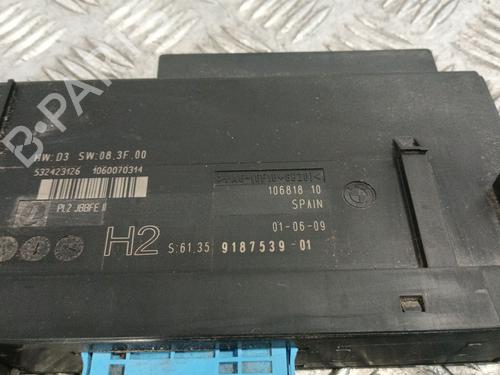 B-PARTS
HW: D3 SW:08.3F.00
532423126 1060070314
PL2 JBBFE II
106818 10
SPAIN
01-06-09
H2 S:61.35 9187539-01